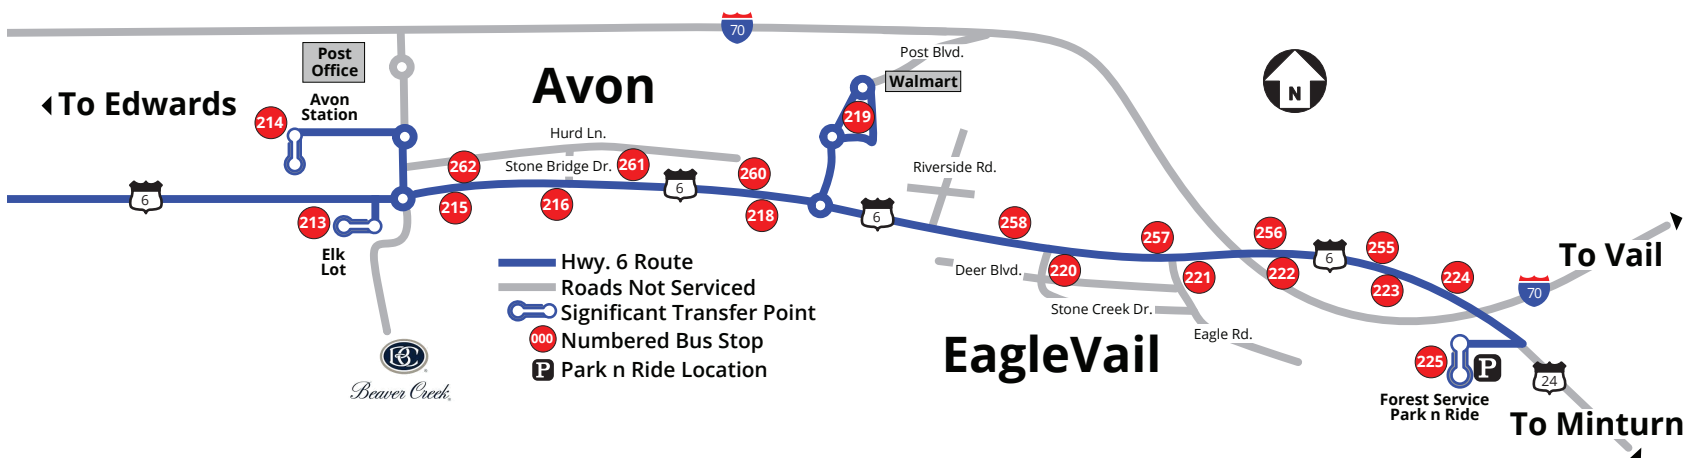 70
Post
Office
Post Blvd.
Walmart
Avon
To Edwards
Avon
Station
N
214
219
Hurd Ln.
262
Stone Bridge Dr.
261
260
Riverside Rd.
6
6
6
215
216
218
213
258
257
256
255
6
To Vail
Elk
Lot
Deer Blvd.
220
221
222
223
224
70
Hwy. 6 Route
Roads Not Serviced
Significant Transfer Point
000 Numbered Bus Stop
P Park n Ride Location
Stone Creek Dr.
Eagle Rd.
EagleVail
BC
Beaver Creek
225
P
24
Forest Service
Park n Ride
To Minturn